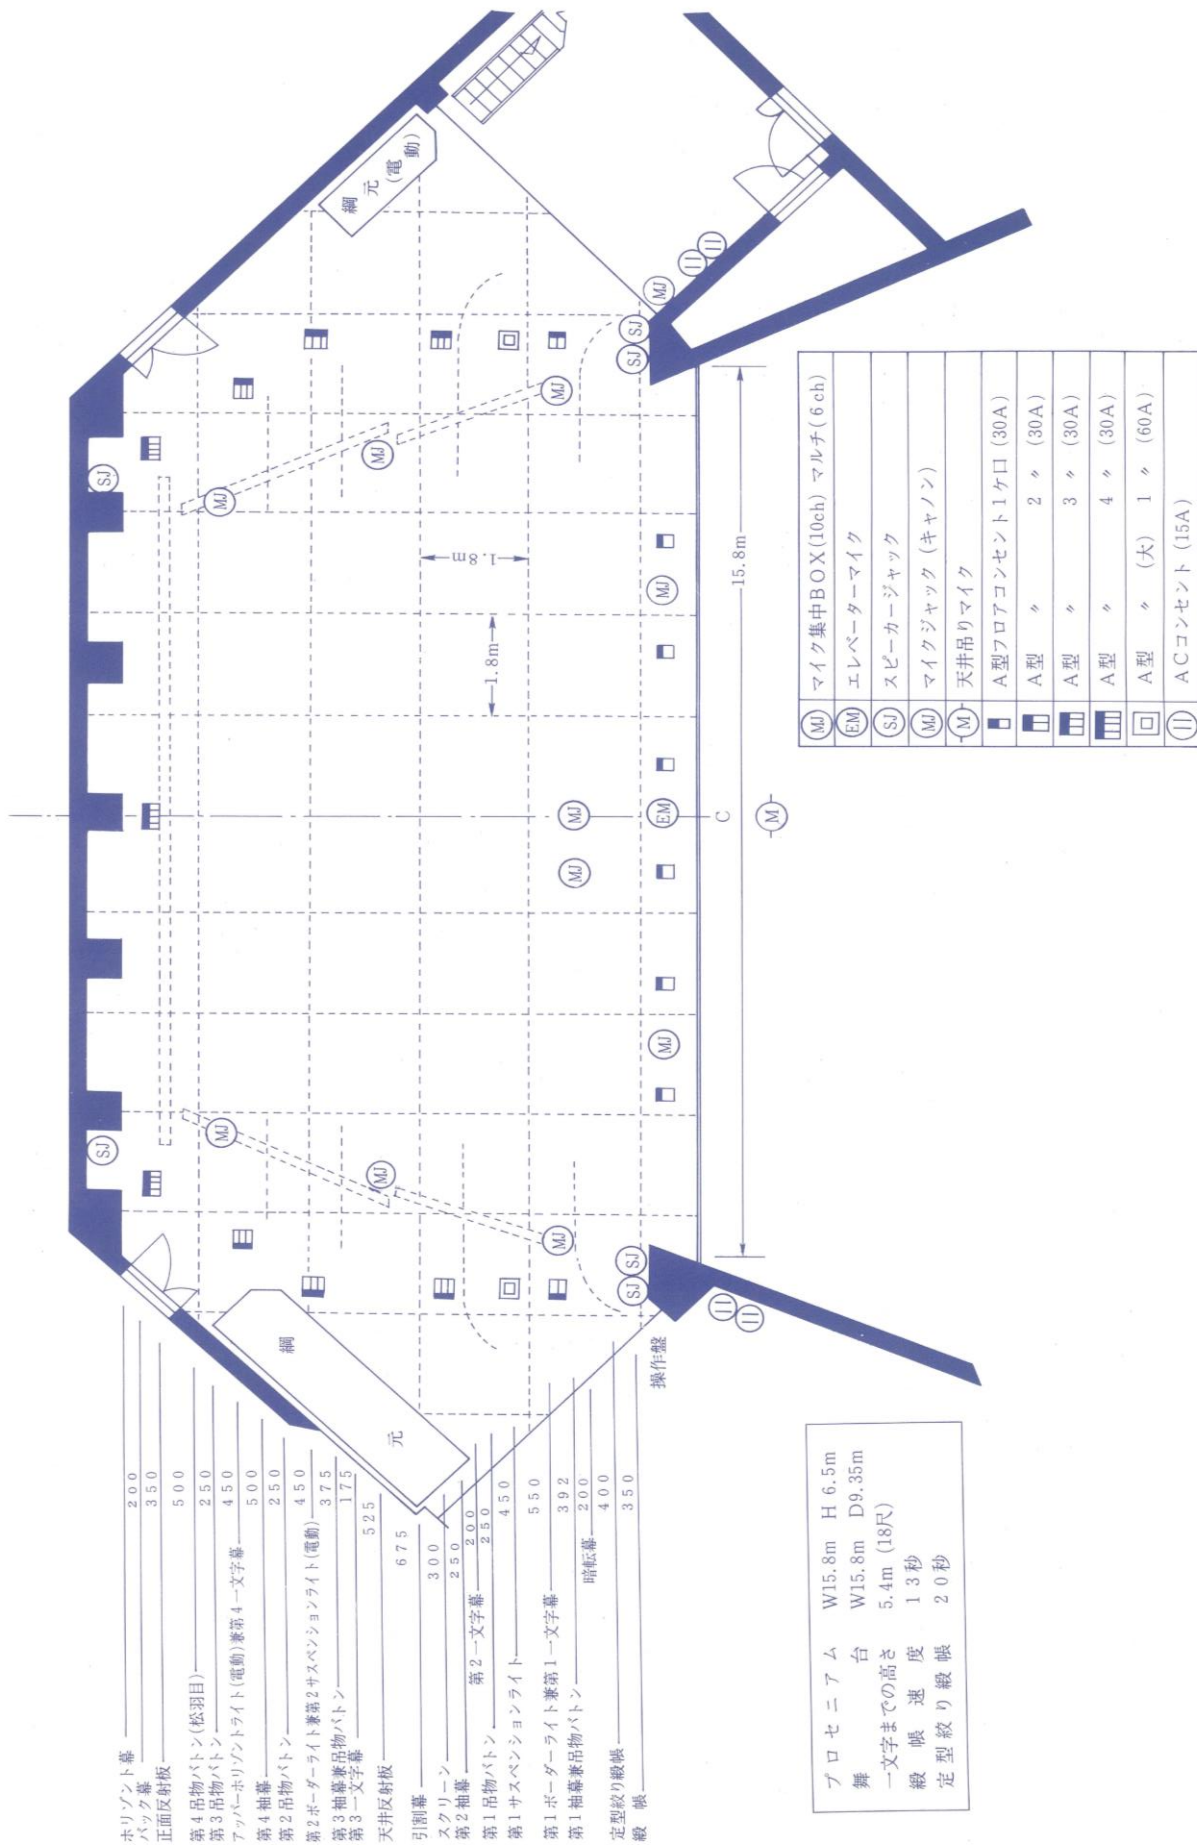 ホリゾント幕
200
バック幕
350
正面反射板
500
第4吊物バトン(松羽目)
250
第3吊物バトン
450
アッパーホリゾントライト(電動)兼第4一文字幕
500
第4袖幕
250
第2吊物バトン
450
第2ボーダーライト兼第2サスペンションライト(電動)
375
第3袖幕兼吊物バトン
175
第3一文字幕
525
天井反射板
675
引割幕
300
スクリーン
250
第2袖幕
200
第2一文字幕
250
第1吊物バトン
450
第1サスペンションライト
550
第1ボーダーライト兼第1一文字幕
392
第1袖幕兼吊物バトン
200
暗転幕
400
定型絞り緞帳
350
緞帳
操作盤
綱元
綱元(電動)
SJ
SJ
MJ
MJ
MJ
MJ
MJ
MJ
SJ
SJ
SJ
SJ
MJ
MJ
MJ
MJ
EM
MJ
1.8m
1.8m
C
15.8m
M
プロセニアム W15.8m H 6.5m
舞台 W15.8m D9.35m
一文字までの高さ 5.4m (18尺)
緞帳速度 13秒
定型絞り緞帳 20秒
MJ マイク集中BOX(10ch) マルチ(6ch)
EM エレベーターマイク
SJ スピーカージャック
MJ マイクジャック (キャノン)
M 天井吊りマイク
A型フロアコンセント1ケ口 (30A)
A型 〃 2 〃 (30A)
A型 〃 3 〃 (30A)
A型 〃 4 〃 (30A)
A型 〃 (大) 1 〃 (60A)
ACコンセント (15A)